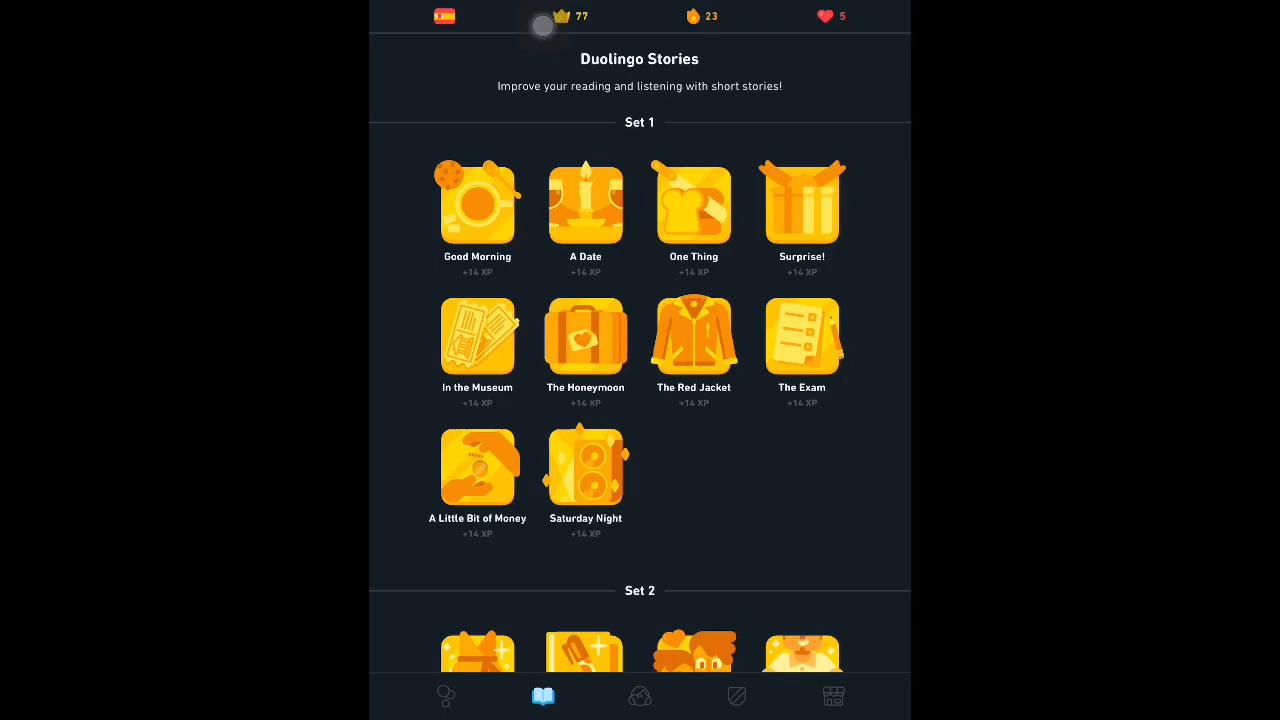 77 23 5
Duolingo Stories
Improve your reading and listening with short stories!
Set 1
Good Morning A Date One Thing Surprise!
+14 XP +14 XP +14 XP +14 XP
In the Museum The Honeymoon The Red Jacket The Exam
+14 XP +14 XP +14 XP +14 XP
A Little Bit of Money Saturday Night
+14 XP +14 XP
Set 2